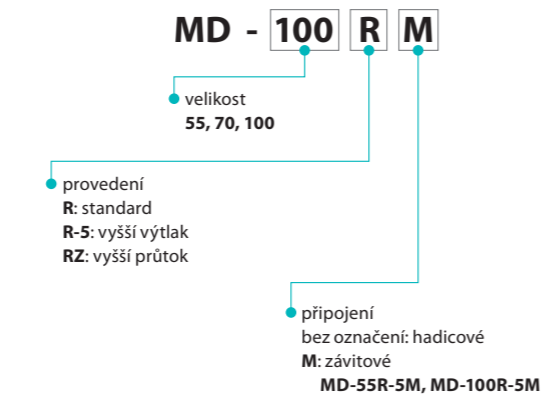 MD - 100 R M
velikost
55, 70, 100
provedení
R: standard
R-5: vyšší výtlak
RZ: vyšší průtok
připojení
bez označení: hadicové
M: závitové
MD-55R-5M, MD-100R-5M